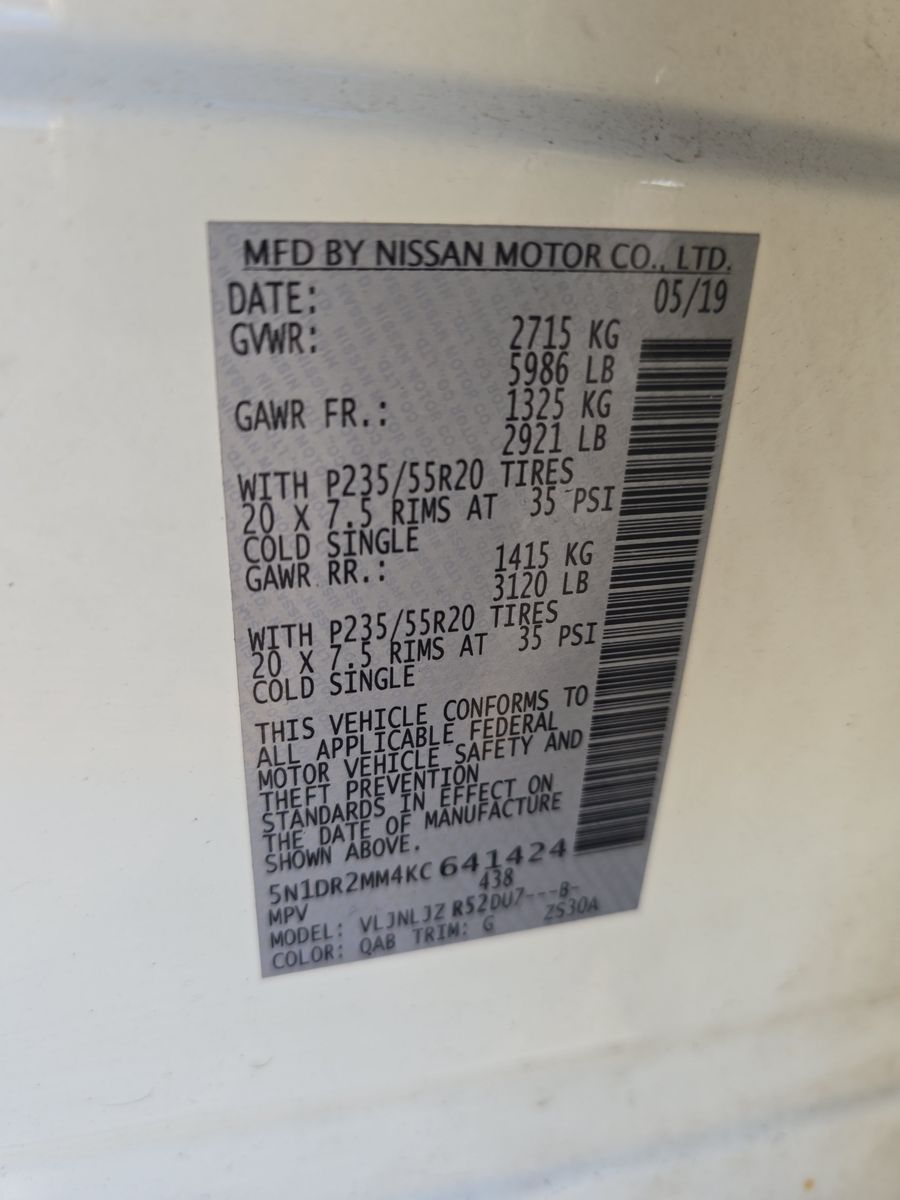 MFD BY NISSAN MOTOR CO., LTD.
DATE: 05/19
GVWR: 2715 KG
5986 LB
GAWR FR.: 1325 KG
2921 LB
WITH P235/55R20 TIRES
20 X 7.5 RIMS AT 35 PSI
COLD SINGLE
GAWR RR.: 1415 KG
3120 LB
WITH P235/55R20 TIRES
20 X 7.5 RIMS AT 35 PSI
COLD SINGLE
THIS VEHICLE CONFORMS TO
ALL APPLICABLE FEDERAL
MOTOR VEHICLE SAFETY AND
THEFT PREVENTION
STANDARDS IN EFFECT ON
THE DATE OF MANUFACTURE
SHOWN ABOVE.
5N1DR2MM4KC 641424
MPV 438
MODEL: VLJNLJZ R52DU7---8-
COLOR: QAB TRIM: G ZS30A